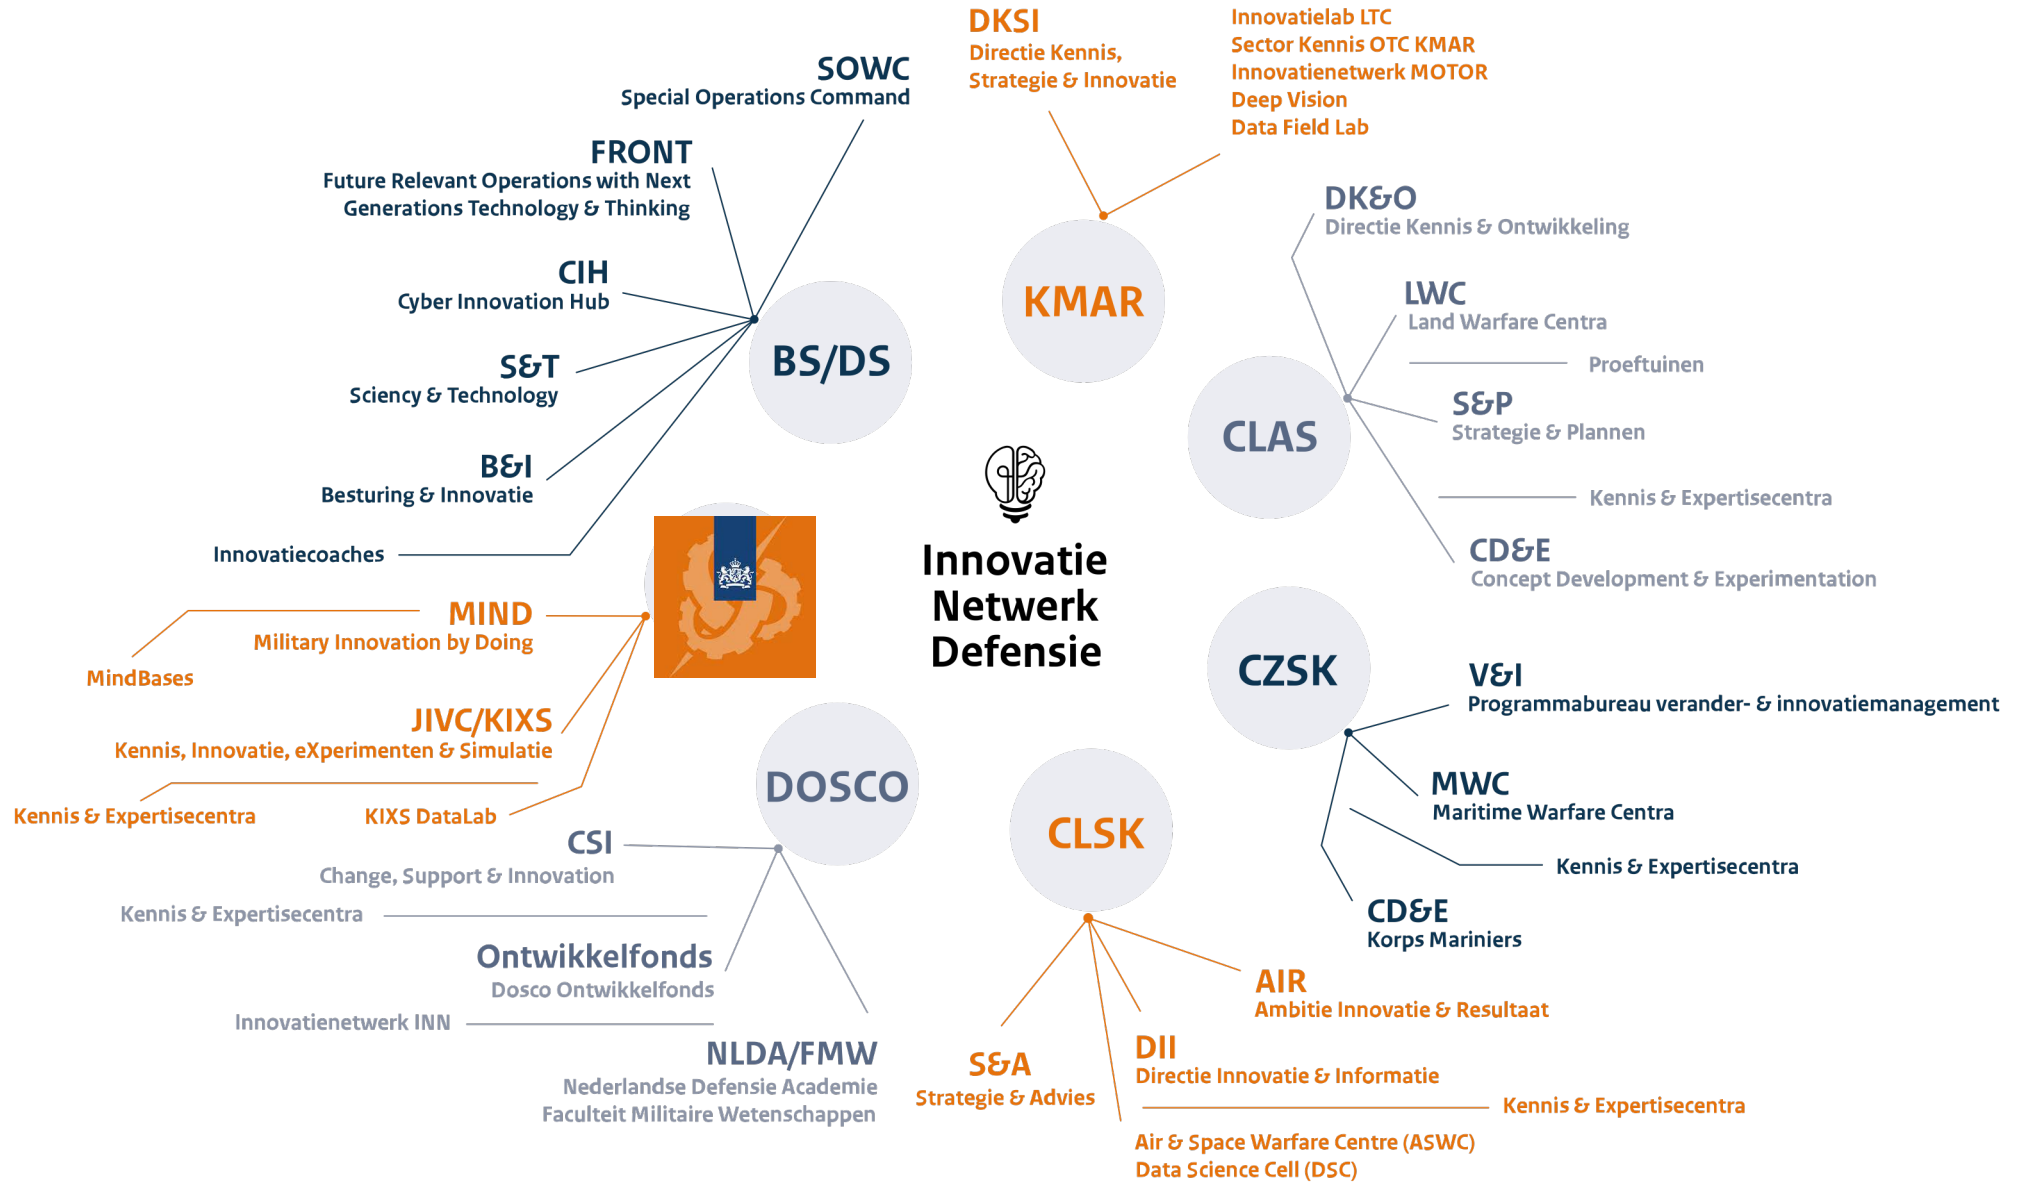 DKSI
Directie Kennis,
Strategie & Innovatie
Innovatielab LTC
Sector Kennis OTC KMAR
Innovatienetwerk MOTOR
Deep Vision
Data Field Lab
SOWC
Special Operations Command
FRONT
Future Relevant Operations with Next
Generations Technology & Thinking
CIH
Cyber Innovation Hub
S&T
Sciency & Technology
B&I
Besturing & Innovatie
Innovatiecoaches
BS/DS
KMAR
DK&O
Directie Kennis & Ontwikkeling
LWC
Land Warfare Centra
Proeftuinen
S&P
Strategie & Plannen
Kennis & Expertisecentra
CD&E
Concept Development & Experimentation
CLAS
Innovatie
Netwerk
Defensie
MIND
Military Innovation by Doing
MindBases
JIVC/KIXS
Kennis, Innovatie, eXperimenten & Simulatie
Kennis & Expertisecentra
KIXS DataLab
CZSK
V&I
Programmabureau verander- & innovatiemanagement
MWC
Maritime Warfare Centra
Kennis & Expertisecentra
CD&E
Korps Mariniers
DOSCO
CSI
Change, Support & Innovation
Kennis & Expertisecentra
Ontwikkelfonds
Dosco Ontwikkelfonds
Innovatienetwerk INN
NLDA/FMW
Nederlandse Defensie Academie
Faculteit Militaire Wetenschappen
CLSK
AIR
Ambitie Innovatie & Resultaat
S&A
Strategie & Advies
DII
Directie Innovatie & Informatie
Kennis & Expertisecentra
Air & Space Warfare Centre (ASWC)
Data Science Cell (DSC)